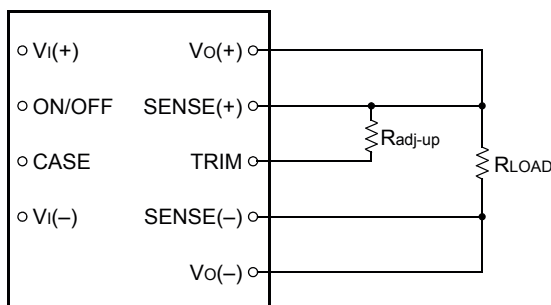 VI(+)
VO(+)
ON/OFF
SENSE(+)
CASE
TRIM
Radj-up
RLOAD
VI(–)
SENSE(–)
VO(–)